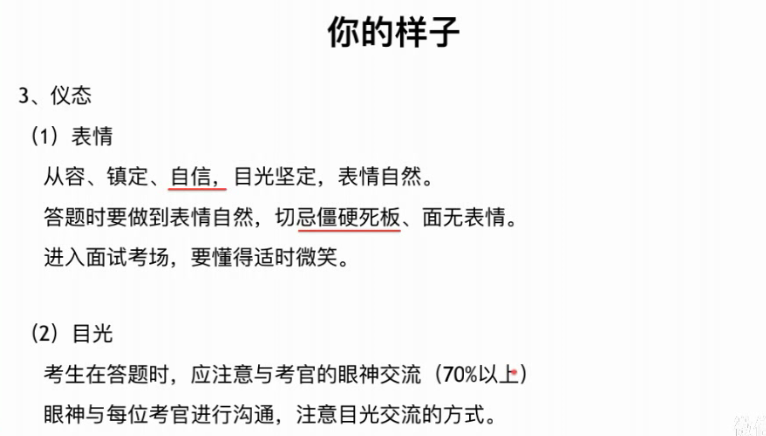 你的样子
3、仪态
（1）表情
从容、镇定、自信，目光坚定，表情自然。
答题时要做到表情自然，切忌僵硬死板、面无表情。
进入面试考场，要懂得适时微笑。
（2）目光
考生在答题时，应注意与考官的眼神交流（70%以上）
眼神与每位考官进行沟通，注意目光交流的方式。